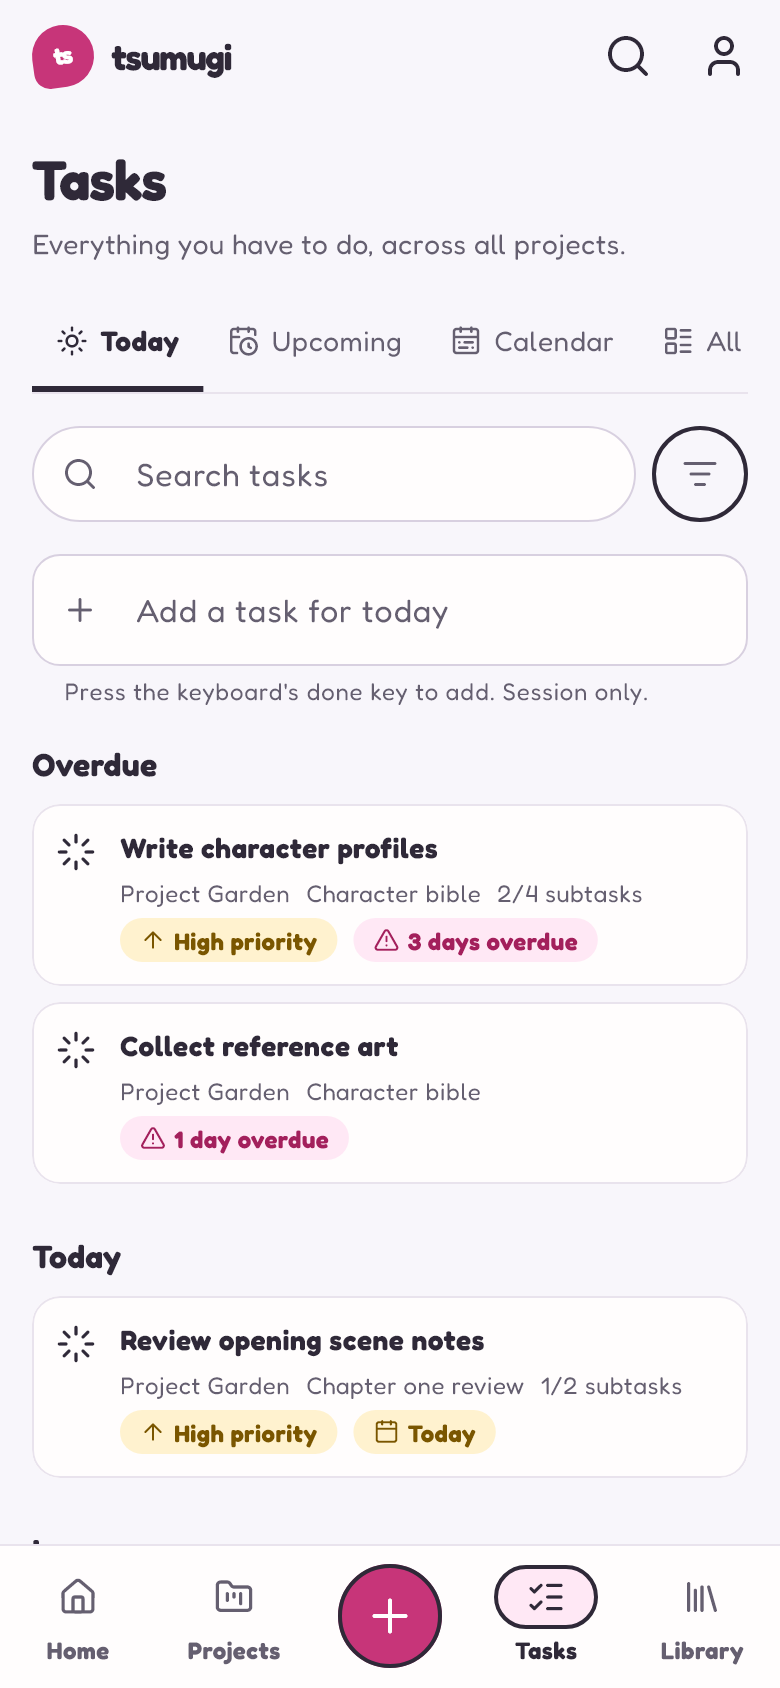 ts tsumugi
Tasks
Everything you have to do, across all projects.
Today Upcoming Calendar All
Search tasks
Add a task for today
Press the keyboard's done key to add. Session only.
Overdue
Write character profiles
Project Garden Character bible 2/4 subtasks
High priority 3 days overdue
Collect reference art
Project Garden Character bible
1 day overdue
Today
Review opening scene notes
Project Garden Chapter one review 1/2 subtasks
High priority Today
Home Projects Tasks Library